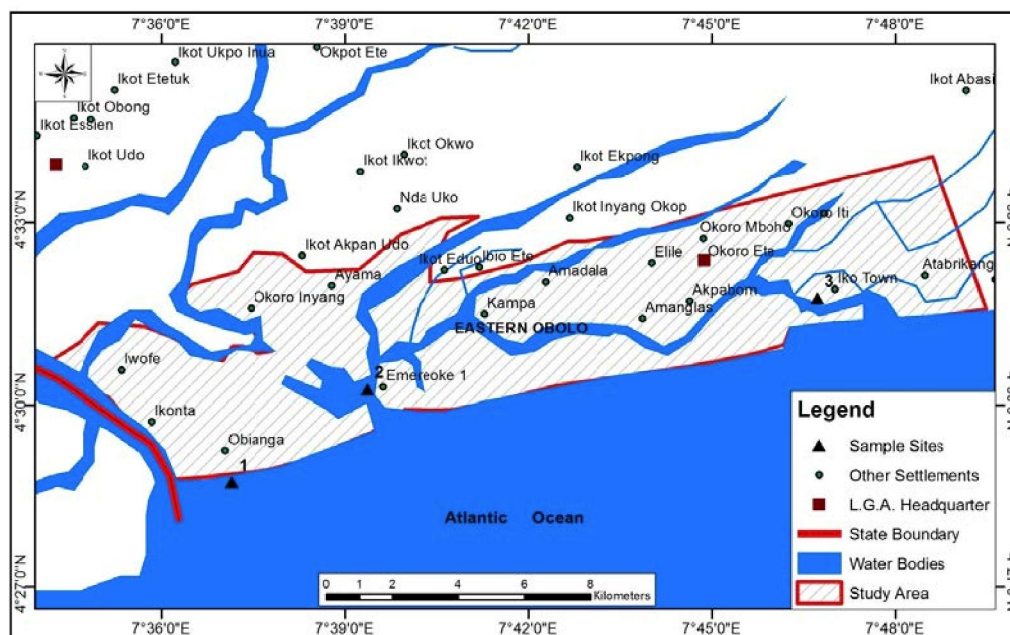 7°36'0"E 7°39'0"E 7°42'0"E 7°45'0"E 7°48'0"E
Ikot Ukpo Inua
Okpot Ete
Ikot Etetuk
Ikot Abasi
Ikot Obong
Ikot Essien
Ikot Udo
Ikot Okwo
Ikot Ikwot
Ikot Ekpong
Nda Uko
4°33'0"N
Ikot Inyang Okop
Okoro Iti
Okoro Mboho
Ikot Akpan Udo
Elile
Okoro Ete
Ikot Eduo
Ibio Ete
Ayama
Amadala
Atabrikang
3
Iko Town
Okoro Inyang
Kampa
Akpabom
Amanglas
EASTERN OBOLO
Iwofe
2
Emereoke 1
4°30'0"N
Ikonta
Obianga
1
Legend
Sample Sites
Other Settlements
L.G.A. Headquarter
State Boundary
Water Bodies
Study Area
Atlantic Ocean
4°27'0"N
0 1 2 4 6 8
Kilometers
7°36'0"E 7°39'0"E 7°42'0"E 7°45'0"E 7°48'0"E